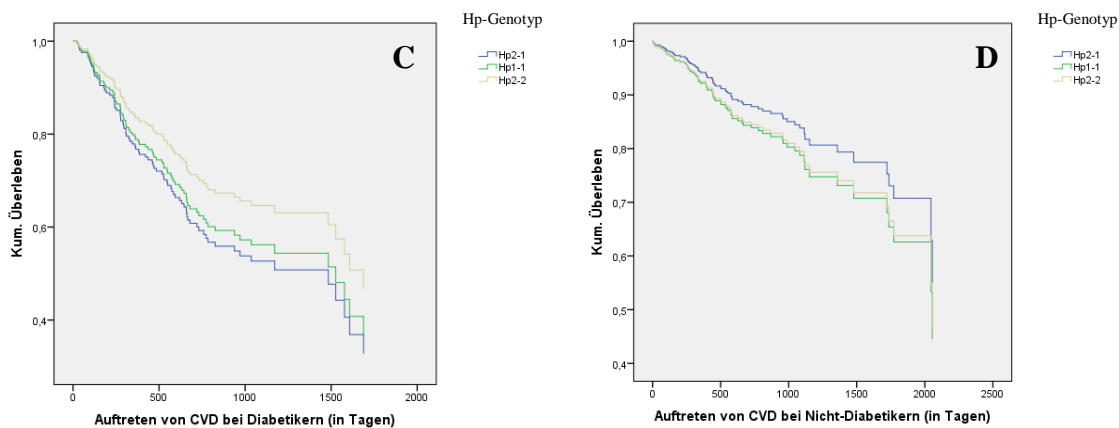 Hp-Genotyp
C
Hp2-1
Hp1-1
Hp2-2
1,0
0,8
0,6
0,4
Kum. Überleben
0
500
1000
1500
2000
Auftreten von CVD bei Diabetikern (in Tagen)
Hp-Genotyp
D
Hp2-1
Hp1-1
Hp2-2
1,0
0,9
0,8
0,7
0,6
0,5
0,4
Kum. Überleben
0
500
1000
1500
2000
2500
Auftreten von CVD bei Nicht-Diabetikern (in Tagen)